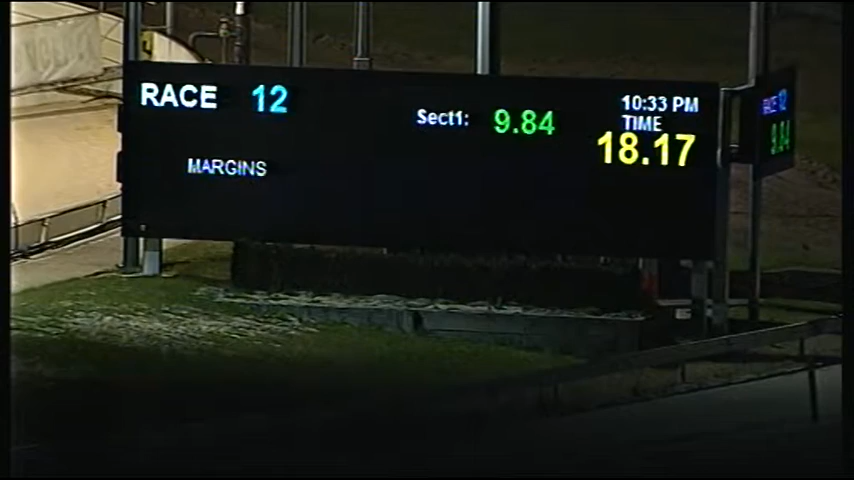 RACE 12
Sect1: 9.84
10:33 PM
TIME
18.17
MARGINS
RACE 12
9.84